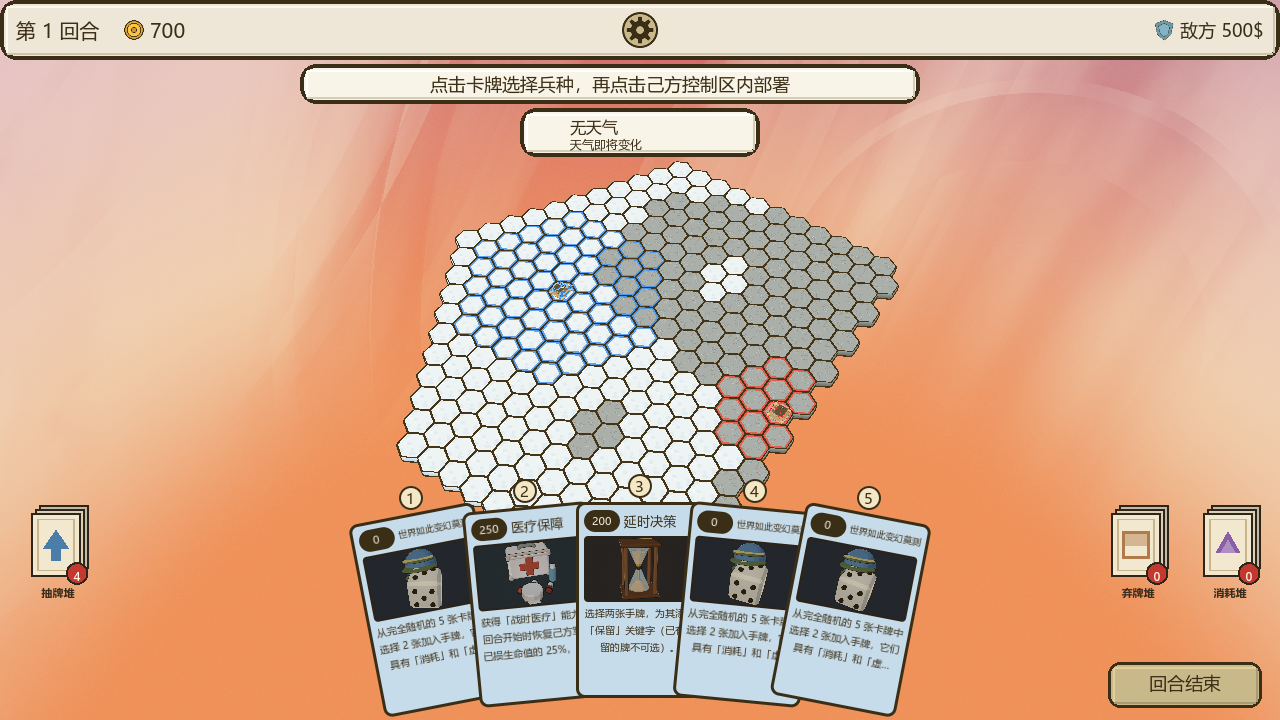 第 1 回合
700
敌方 500$
点击卡牌选择兵种，再点击己方控制区内部署
无天气
天气即将变化
1
2
3
4
5
0
世界如此变幻莫测
从完全随机的 5 张卡牌
选择 2 张加入手牌，
具有「消耗」和「虚
250
医疗保障
获得「战时医疗」能
回合开始时恢复己方
已损生命值的 25%，
200
延时决策
选择两张手牌，为其添
「保留」关键字（已
留的牌不可选）。
0
世界如此变幻莫测
从完全随机的 5 张卡
选择 2 张加入手牌，
具有「消耗」和「虚
0
世界如此变幻莫测
从完全随机的 5 张卡牌中
选择 2 张加入手牌，它们
具有「消耗」和「虚...
4
抽牌堆
0
弃牌堆
0
消耗堆
回合结束